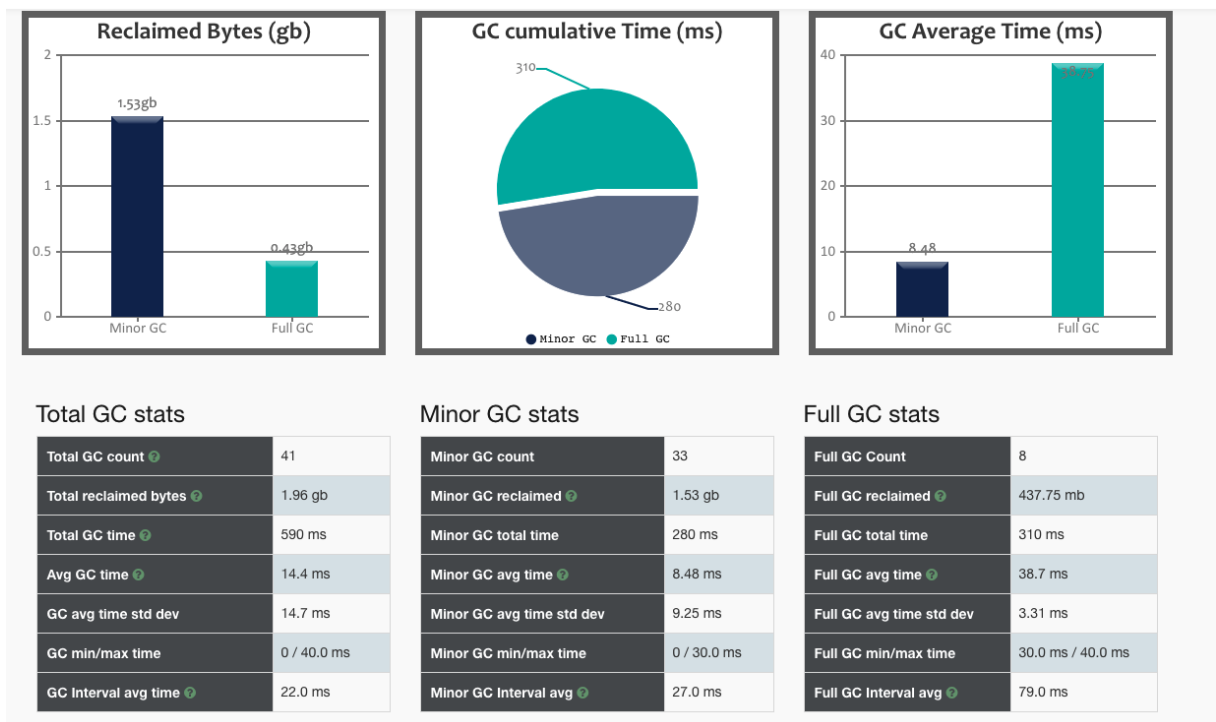 Reclaimed Bytes (gb)
2
1.5
1
0.5
0
1.53gb
0.43gb
Minor GC
Full GC
GC cumulative Time (ms)
310
280
Minor GC Full GC
GC Average Time (ms)
40
30
20
10
0
8.48
38.75
Minor GC
Full GC
Total GC stats
Total GC count 41
Total reclaimed bytes 1.96 gb
Total GC time 590 ms
Avg GC time 14.4 ms
GC avg time std dev 14.7 ms
GC min/max time 0 / 40.0 ms
GC Interval avg time 22.0 ms
Minor GC stats
Minor GC count 33
Minor GC reclaimed 1.53 gb
Minor GC total time 280 ms
Minor GC avg time 8.48 ms
Minor GC avg time std dev 9.25 ms
Minor GC min/max time 0 / 30.0 ms
Minor GC Interval avg 27.0 ms
Full GC stats
Full GC Count 8
Full GC reclaimed 437.75 mb
Full GC total time 310 ms
Full GC avg time 38.7 ms
Full GC avg time std dev 3.31 ms
Full GC min/max time 30.0 ms / 40.0 ms
Full GC Interval avg 79.0 ms